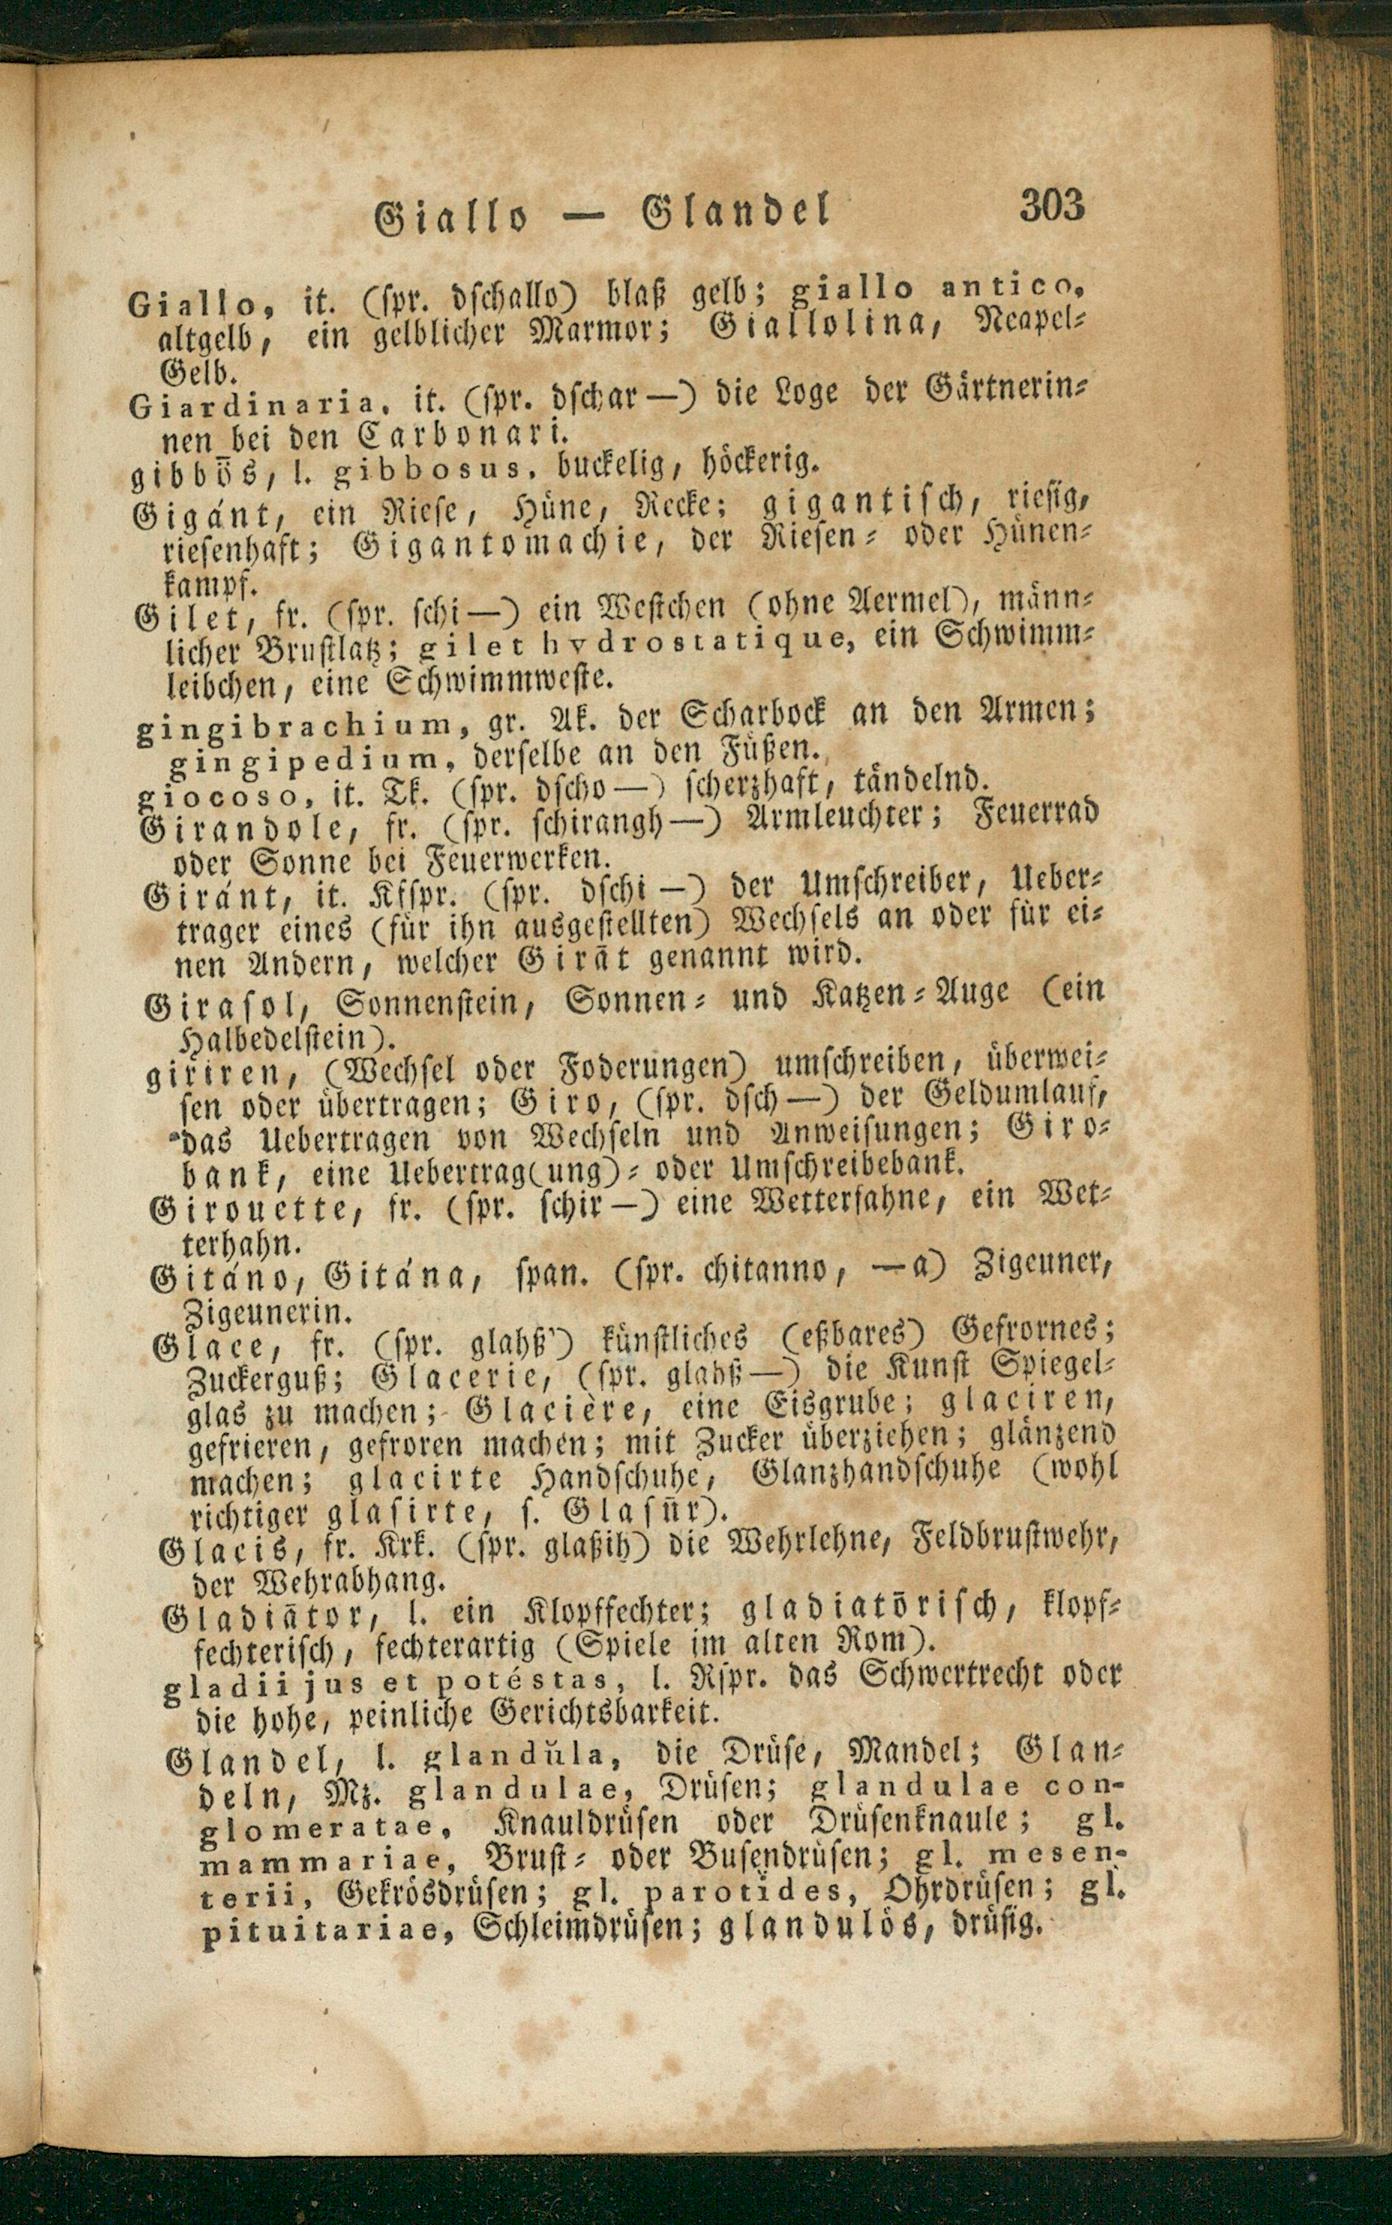 Giallo — Glandel 303
Giallo, it. (spr. dschallo) blaß gelb; giallo antico,
altgelb, ein gelblicher Marmor; Giallolina, Neapel-
Gelb.
Giardinaria, it. (spr. dschar—) die Loge der Gärtnerin-
nen bei den Carbonari.
gibbös, l. gibbosus, buckelig, höckerig.
Gigánt, ein Riese, Hüne, Recke; gigantisch, riesig,
riesenhaft; Gigantomachie, der Riesen- oder Hünen-
kampf.
Gilet, fr. (spr. schi—) ein Westchen (ohne Aermel), männ-
licher Brustlatz; gilet hydrostatique, ein Schwimm-
leibchen, eine Schwimmweste.
gingibrachium, gr. Ak. der Scharbock an den Armen;
gingipedium, derselbe an den Füßen.
giocoso, it. Tk. (spr. dscho—) scherzhaft, tändelnd.
Girandole, fr. (spr. schirangh—) Armleuchter; Feuerrad
oder Sonne bei Feuerwerken.
Giránt, it. Kfspr. (spr. dschi—) der Umschreiber, Ueber-
trager eines (für ihn ausgestellten) Wechsels an oder für ei-
nen Andern, welcher Girāt genannt wird.
Girasol, Sonnenstein, Sonnen- und Katzen-Auge (ein
Halbedelstein).
giriren, (Wechsel oder Foderungen) umschreiben, überwei-
sen oder übertragen; Giro, (spr. dsch—) der Geldumlauf,
das Uebertragen von Wechseln und Anweisungen; Giro-
bank, eine Uebertrag(ung)- oder Umschreibebank.
Girouette, fr. (spr. schir—) eine Wetterfahne, ein Wet-
terhahn.
Gitáno, Gitána, span. (spr. chitanno, —a) Zigeuner,
Zigeunerin.
Glace, fr. (spr. glahß') künstliches (eßbares) Gefrornes;
Zuckerguß; Glacerie, (spr. glahß—) die Kunst Spiegel-
glas zu machen; Glacière, eine Eisgrube; glaciren,
gefrieren, gefroren machen; mit Zucker überziehen; glänzend
machen; glacirte Handschuhe, Glanzhandschuhe (wohl
richtiger glasirte, s. Glasūr).
Glacis, fr. Krk. (spr. glaßih) die Wehrlehne, Feldbrustwehr,
der Wehrabhang.
Gladiātor, l. ein Klopffechter; gladiatōrisch, klopf-
fechterisch, fechterartig (Spiele im alten Rom).
gladii jus et potéstas, l. Rspr. das Schwertrecht oder
die hohe, peinliche Gerichtsbarkeit.
Glandel, l. glandŭla, die Drüse, Mandel; Glan-
deln, Mz. glandulae, Drüsen; glandulae con-
glomeratae, Knauldrüsen oder Drüsenknaule; gl.
mammariae, Brust- oder Busendrüsen; gl. mesen-
terii, Gekrösdrüsen; gl. parotides, Ohrdrüsen; gl.
pituitariae, Schleimdrüsen; glandulös, drüsig.